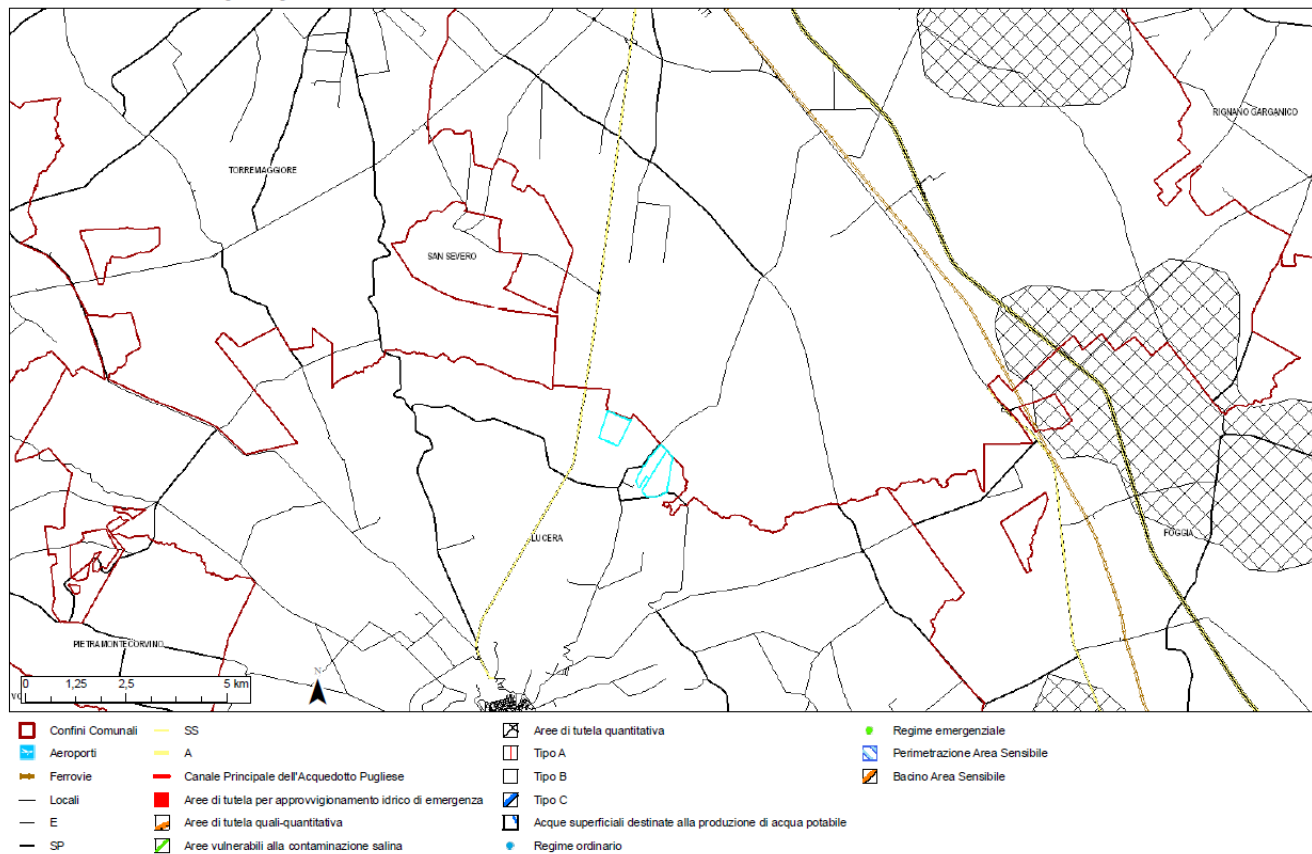 RIGNANO GARGANICO
TORREMAGGIORE
SAN SEVERO
LUCERA
FOGGIA
PIETRAMONTECORVINO
0 1,25 2,5 5 km
N
Confini Comunali
Aeroporti
Ferrovie
Locali
E
SP
SS
A
Canale Principale dell'Acquedotto Pugliese
Aree di tutela per approvvigionamento idrico di emergenza
Aree di tutela quali-quantitativa
Aree vulnerabili alla contaminazione salina
Aree di tutela quantitativa
Tipo A
Tipo B
Tipo C
Acque superficiali destinate alla produzione di acqua potabile
Regime ordinario
Regime emergenziale
Perimetrazione Area Sensibile
Bacino Area Sensibile